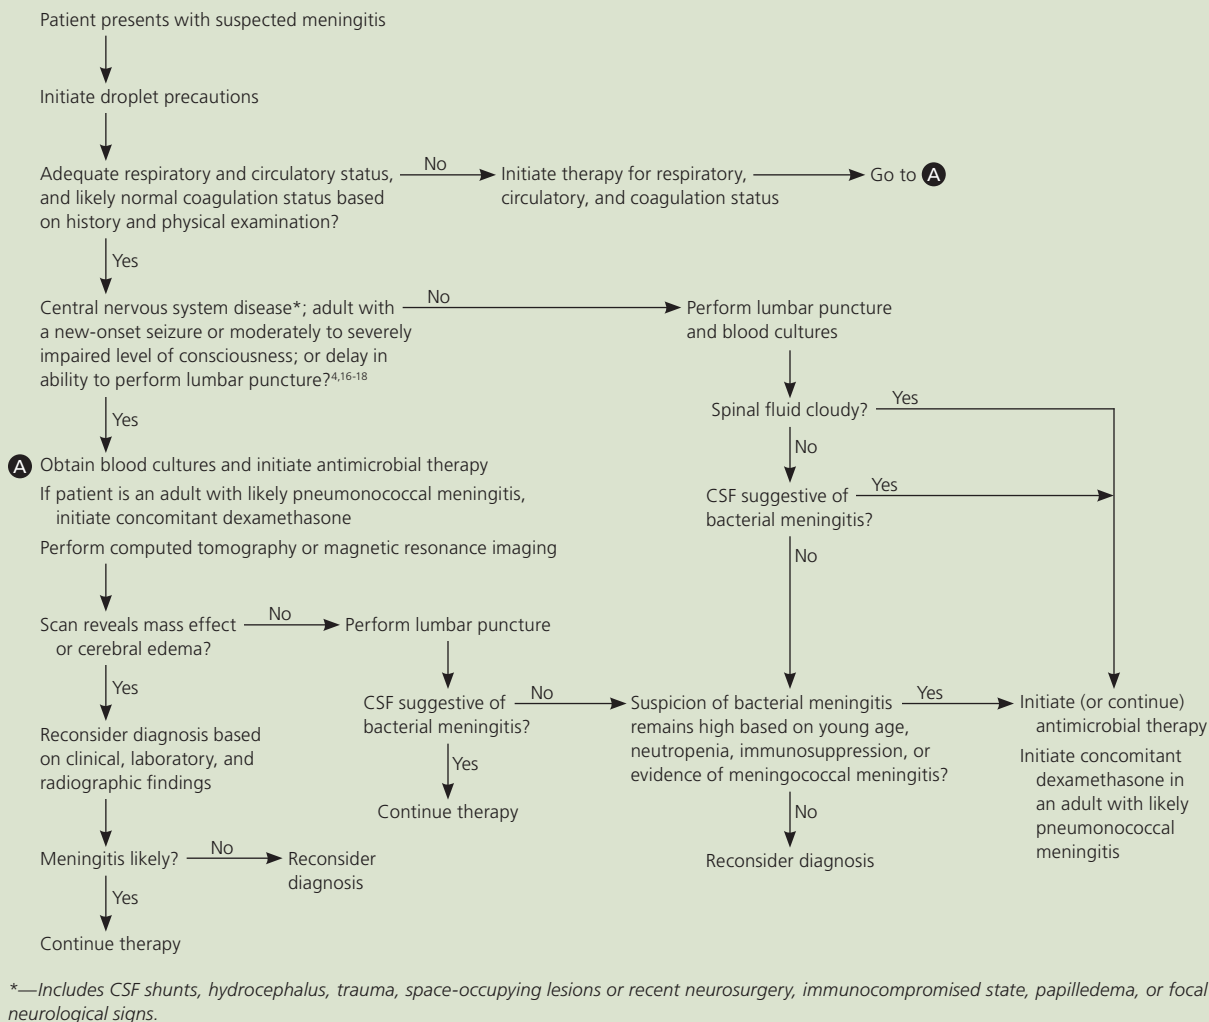 Patient presents with suspected meningitis
Initiate droplet precautions
Adequate respiratory and circulatory status,
and likely normal coagulation status based
on history and physical examination?
No
Initiate therapy for respiratory,
circulatory, and coagulation status
Go to A
Yes
Central nervous system disease*; adult with
a new-onset seizure or moderately to severely
impaired level of consciousness; or delay in
ability to perform lumbar puncture?4,16-18
No
Perform lumbar puncture
and blood cultures
Yes
Spinal fluid cloudy?
Yes
No
A Obtain blood cultures and initiate antimicrobial therapy
If patient is an adult with likely pneumonococcal meningitis,
initiate concomitant dexamethasone
Perform computed tomography or magnetic resonance imaging
CSF suggestive of
bacterial meningitis?
Yes
No
Scan reveals mass effect
or cerebral edema?
No
Perform lumbar puncture
Yes
CSF suggestive of
bacterial meningitis?
No
Suspicion of bacterial meningitis
remains high based on young age,
neutropenia, immunosuppression, or
evidence of meningococcal meningitis?
Yes
Initiate (or continue)
antimicrobial therapy
Initiate concomitant
dexamethasone in
an adult with likely
pneumonococcal
meningitis
Reconsider diagnosis based
on clinical, laboratory, and
radiographic findings
Yes
Continue therapy
No
Reconsider diagnosis
Meningitis likely?
No
Reconsider
diagnosis
Yes
Continue therapy
*—Includes CSF shunts, hydrocephalus, trauma, space-occupying lesions or recent neurosurgery, immunocompromised state, papilledema, or focal
neurological signs.